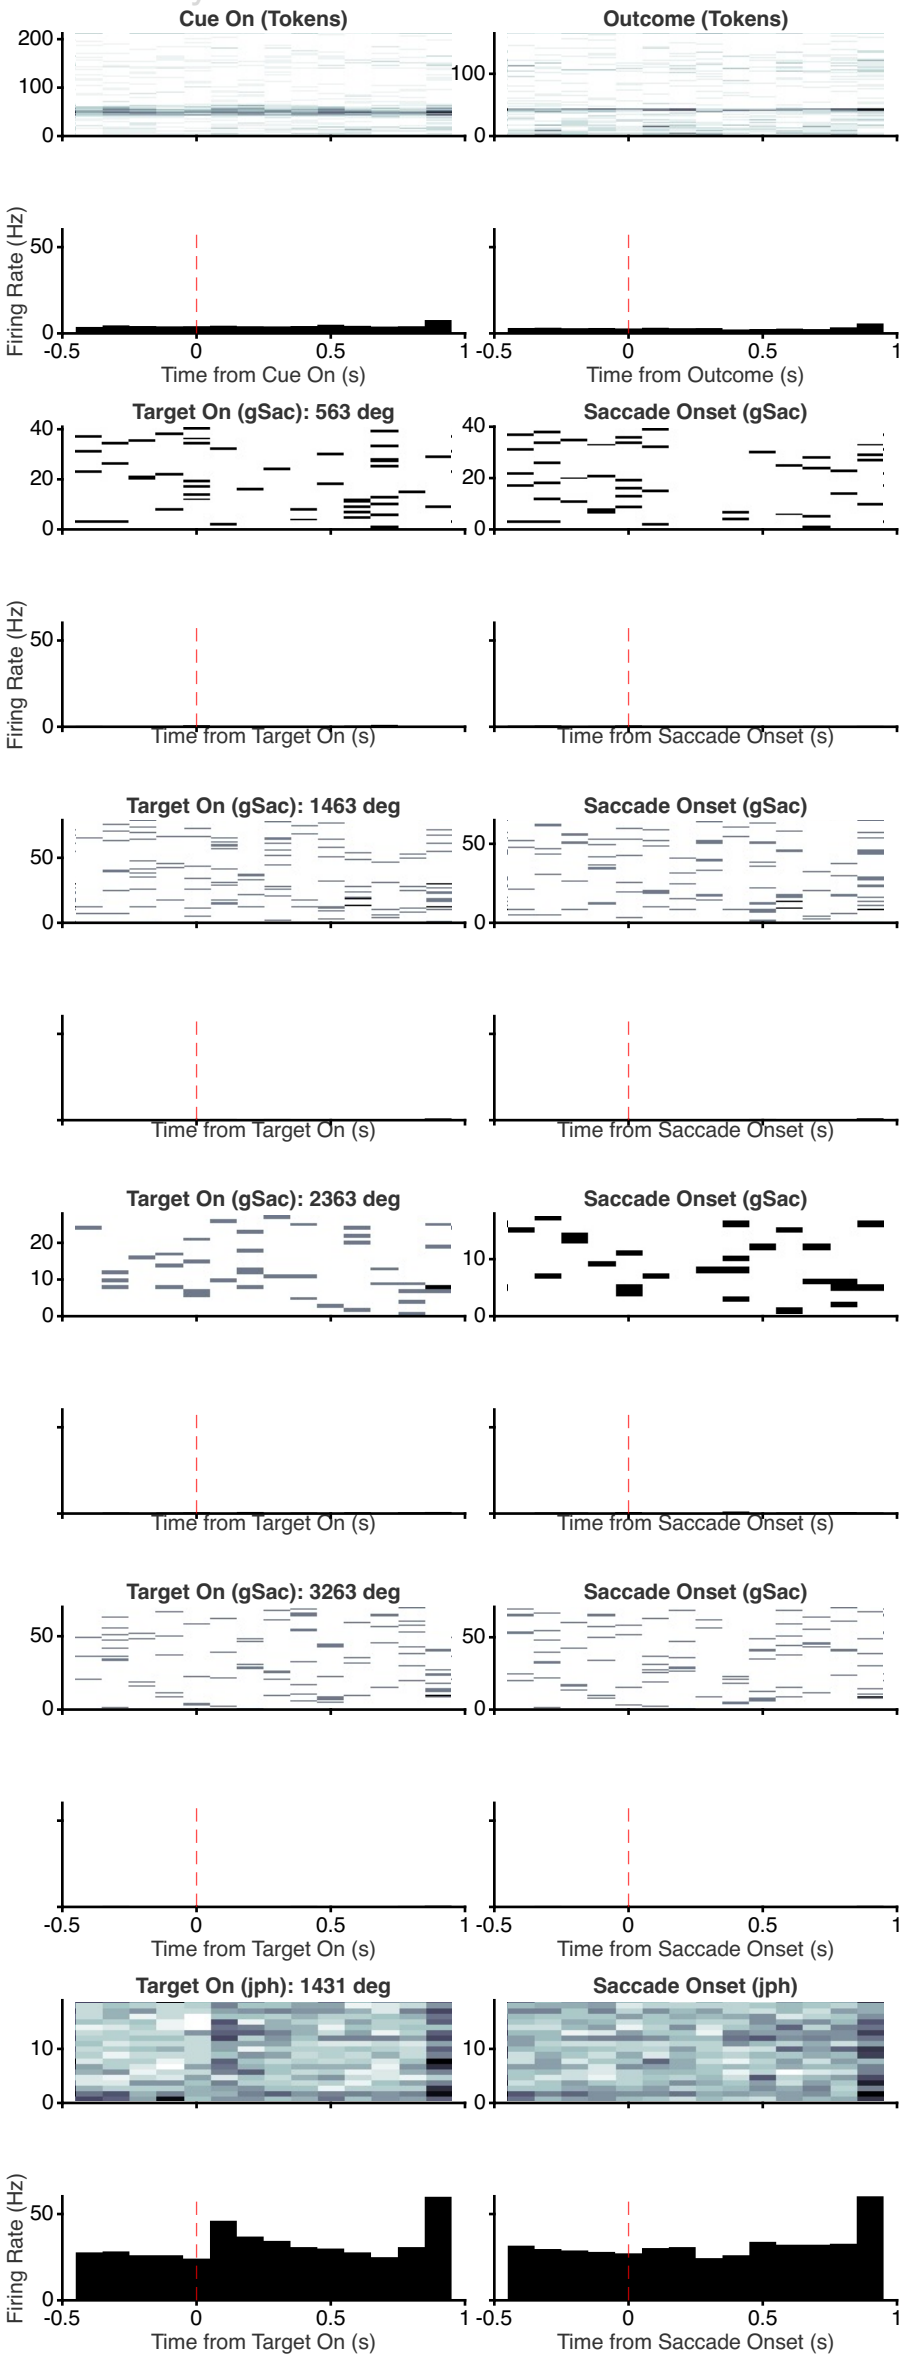 Cue On (Tokens) Outcome (Tokens)
200
100
0
100
0
Firing Rate (Hz)
50
0
-0.5 0 0.5 1
Time from Cue On (s)
-0.5 0 0.5 1
Time from Outcome (s)
Target On (gSac): 563 deg Saccade Onset (gSac)
40
20
0
40
20
0
Firing Rate (Hz)
50
0
Time from Target On (s) Time from Saccade Onset (s)
Target On (gSac): 1463 deg Saccade Onset (gSac)
50
0
50
0
Time from Target On (s) Time from Saccade Onset (s)
Target On (gSac): 2363 deg Saccade Onset (gSac)
20
10
0
10
0
Time from Target On (s) Time from Saccade Onset (s)
Target On (gSac): 3263 deg Saccade Onset (gSac)
50
0
50
0
-0.5 0 0.5 1
Time from Target On (s)
-0.5 0 0.5 1
Time from Saccade Onset (s)
Target On (jph): 1431 deg Saccade Onset (jph)
10
0
10
0
Firing Rate (Hz)
50
0
-0.5 0 0.5 1
Time from Target On (s)
-0.5 0 0.5 1
Time from Saccade Onset (s)